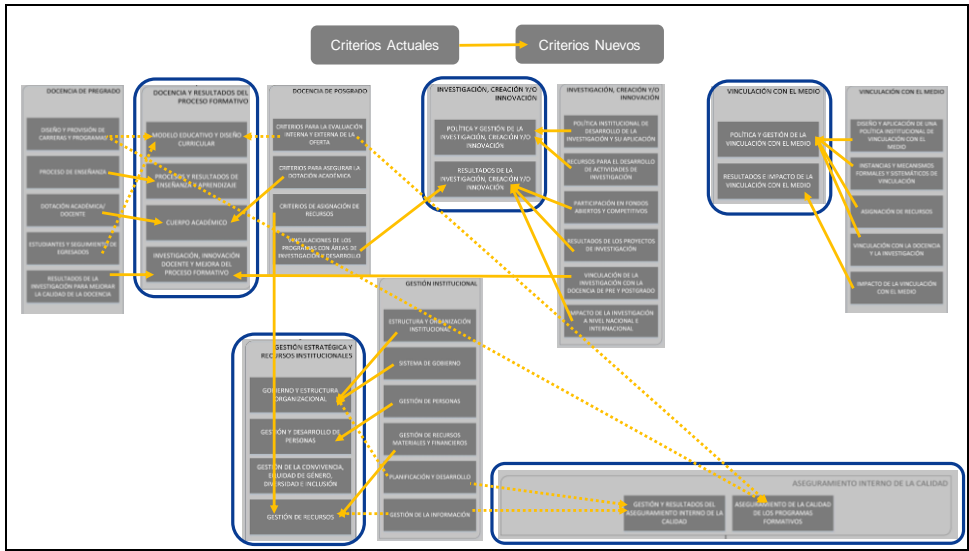 Criterios Actuales
Criterios Nuevos
DOCENCIA DE PREGRADO
DISEÑO Y PROVISIÓN DE
CARRERAS Y PROGRAMAS
PROCESO DE ENSEÑANZA
DOTACIÓN ACADÉMICA/
DOCENTE
ESTUDIANTES Y SEGUIMIENTO DE
EGRESADOS
RESULTADOS DE LA
INVESTIGACIÓN PARA MEJORAR
LA CALIDAD DE LA DOCENCIA
DOCENCIA Y RESULTADOS DEL
PROCESO FORMATIVO
MODELO EDUCATIVO Y DISEÑO
CURRICULAR
PROCESOS Y RESULTADOS DE
ENSEÑANZA Y APRENDIZAJE
CUERPO ACADÉMICO
INVESTIGACIÓN, INNOVACIÓN
DOCENTE Y MEJORA DEL
PROCESO FORMATIVO
DOCENCIA DE POSGRADO
CRITERIOS PARA LA EVALUACIÓN
INTERNA Y EXTERNA DE LA
OFERTA
CRITERIOS PARA ASEGURAR LA
DOTACIÓN ACADÉMICA
CRITERIOS DE ASIGNACIÓN DE
RECURSOS
VINCULACIONES DE LOS
PROGRAMAS CON ÁREAS DE
INVESTIGACIÓN Y DESARROLLO
INVESTIGACIÓN, CREACIÓN Y/O
INNOVACIÓN
POLÍTICA Y GESTIÓN DE LA
INVESTIGACIÓN, CREACIÓN Y/O
INNOVACIÓN
RESULTADOS DE LA
INVESTIGACIÓN, CREACIÓN Y/O
INNOVACIÓN
INVESTIGACIÓN, CREACIÓN Y/O
INNOVACIÓN
POLÍTICA INSTITUCIONAL DE
DESARROLLO DE LA
INVESTIGACIÓN Y SU APLICACIÓN
RECURSOS PARA EL DESARROLLO
DE ACTIVIDADES DE
INVESTIGACIÓN
PARTICIPACIÓN EN FONDOS
ABIERTOS Y COMPETITIVOS
RESULTADOS DE LOS PROYECTOS
DE INVESTIGACIÓN
VINCULACIÓN DE LA
INVESTIGACIÓN CON LA
DOCENCIA DE PRE Y POSTGRADO
IMPACTO DE LA INVESTIGACIÓN
A NIVEL NACIONAL E
INTERNACIONAL
VINCULACIÓN CON EL MEDIO
POLÍTICA Y GESTIÓN DE LA
VINCULACIÓN CON EL MEDIO
RESULTADOS E IMPACTO DE LA
VINCULACIÓN CON EL MEDIO
VINCULACIÓN CON EL MEDIO
DISEÑO Y APLICACIÓN DE UNA
POLÍTICA INSTITUCIONAL DE
VINCULACIÓN CON EL
MEDIO
INSTANCIAS Y MECANISMOS
FORMALES Y SISTEMÁTICOS DE
VINCULACIÓN
ASIGNACIÓN DE RECURSOS
VINCULACIÓN CON LA DOCENCIA
Y LA INVESTIGACIÓN
IMPACTO DE LA VINCULACIÓN
CON EL MEDIO
GESTIÓN ESTRATÉGICA Y
RECURSOS INSTITUCIONALES
GOBIERNO Y ESTRUCTURA
ORGANIZACIONAL
GESTIÓN Y DESARROLLO DE
PERSONAS
GESTIÓN DE LA CONVIVENCIA,
EQUIDAD DE GÉNERO,
DIVERSIDAD E INCLUSIÓN
GESTIÓN DE RECURSOS
GESTIÓN INSTITUCIONAL
ESTRUCTURA Y ORGANIZACIÓN
INSTITUCIONAL
SISTEMA DE GOBIERNO
GESTIÓN DE PERSONAS
GESTIÓN DE RECURSOS
MATERIALES Y FINANCIEROS
PLANIFICACIÓN Y DESARROLLO
GESTIÓN DE LA INFORMACIÓN
ASEGURAMIENTO INTERNO DE LA CALIDAD
GESTIÓN Y RESULTADOS DEL
ASEGURAMIENTO INTERNO DE LA
CALIDAD
ASEGURAMIENTO DE LA CALIDAD
DE LOS PROGRAMAS
FORMATIVOS